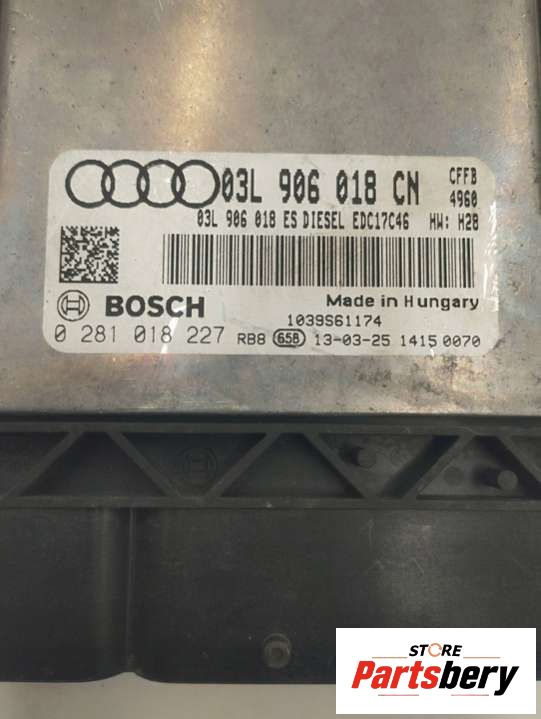 03L 906 018 CN CFFB
4960
03L 906 018 ES DIESEL EDC17C46 HW: H28
BOSCH Made in Hungary
1039S61174
0 281 018 227 RB8 658 13-03-25 1415 0070
STORE
Partsbery